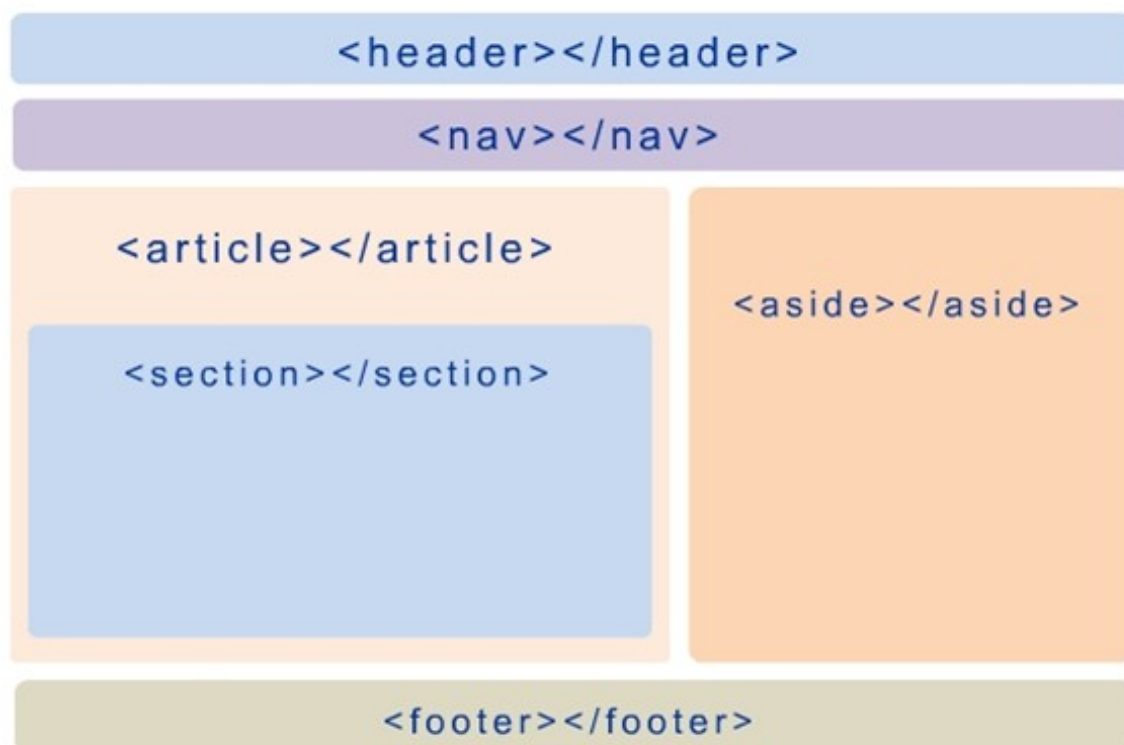 <header></header>
<nav></nav>
<article></article>
<section></section>
<aside></aside>
<footer></footer>